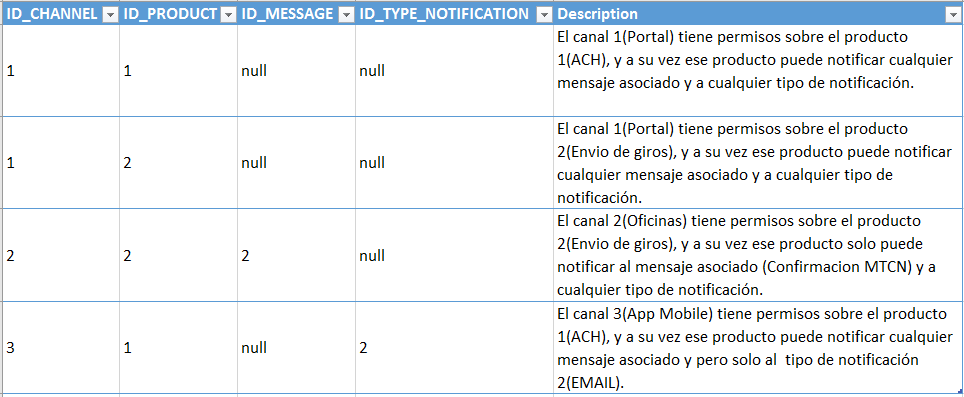 ID_CHANNEL ID_PRODUCT ID_MESSAGE ID_TYPE_NOTIFICATION Description
1 1 null null El canal 1(Portal) tiene permisos sobre el producto
1(ACH), y a su vez ese producto puede notificar cualquier
mensaje asociado y a cualquier tipo de notificación.
1 2 null null El canal 1(Portal) tiene permisos sobre el producto
2(Envio de giros), y a su vez ese producto puede notificar
cualquier mensaje asociado y a cualquier tipo de
notificación.
2 2 2 null El canal 2(Oficinas) tiene permisos sobre el producto
2(Envio de giros), y a su vez ese producto solo puede
notificar al mensaje asociado (Confirmacion MTCN) y a
cualquier tipo de notificación.
3 1 null 2 El canal 3(App Mobile) tiene permisos sobre el producto
1(ACH), y a su vez ese producto puede notificar cualquier
mensaje asociado y pero solo al  tipo de notificación
2(EMAIL).